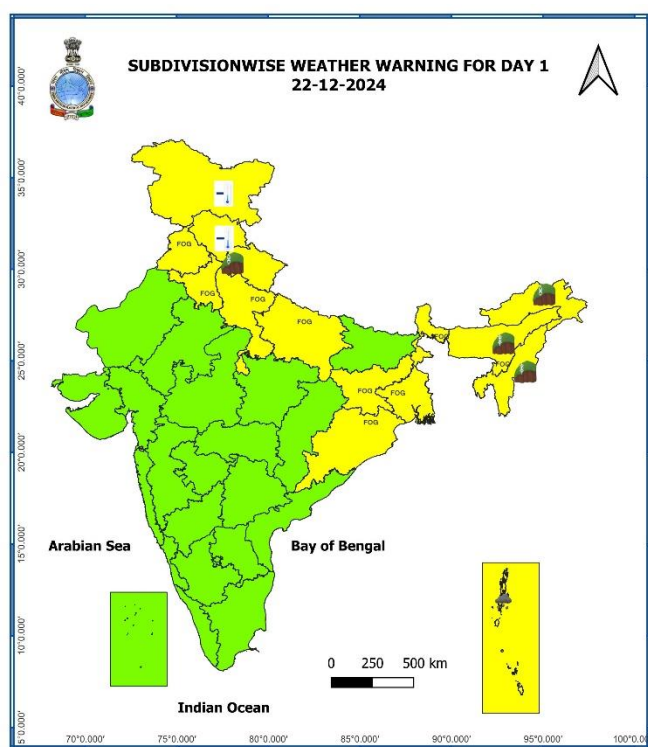 SUBDIVISIONWISE WEATHER WARNING FOR DAY 1
22-12-2024
40°0.000'
35°0.000'
FOG
30°0.000'
FOG
FOG
FOG
FOG
25°0.000'
FOG
FOG
FOG
FOG
20°0.000'
15°0.000'
Arabian Sea
Bay of Bengal
10°0.000'
0 250 500 km
Indian Ocean
5°0.000'
70°0.000'
75°0.000'
80°0.000'
85°0.000'
90°0.000'
95°0.000'
100°0.000